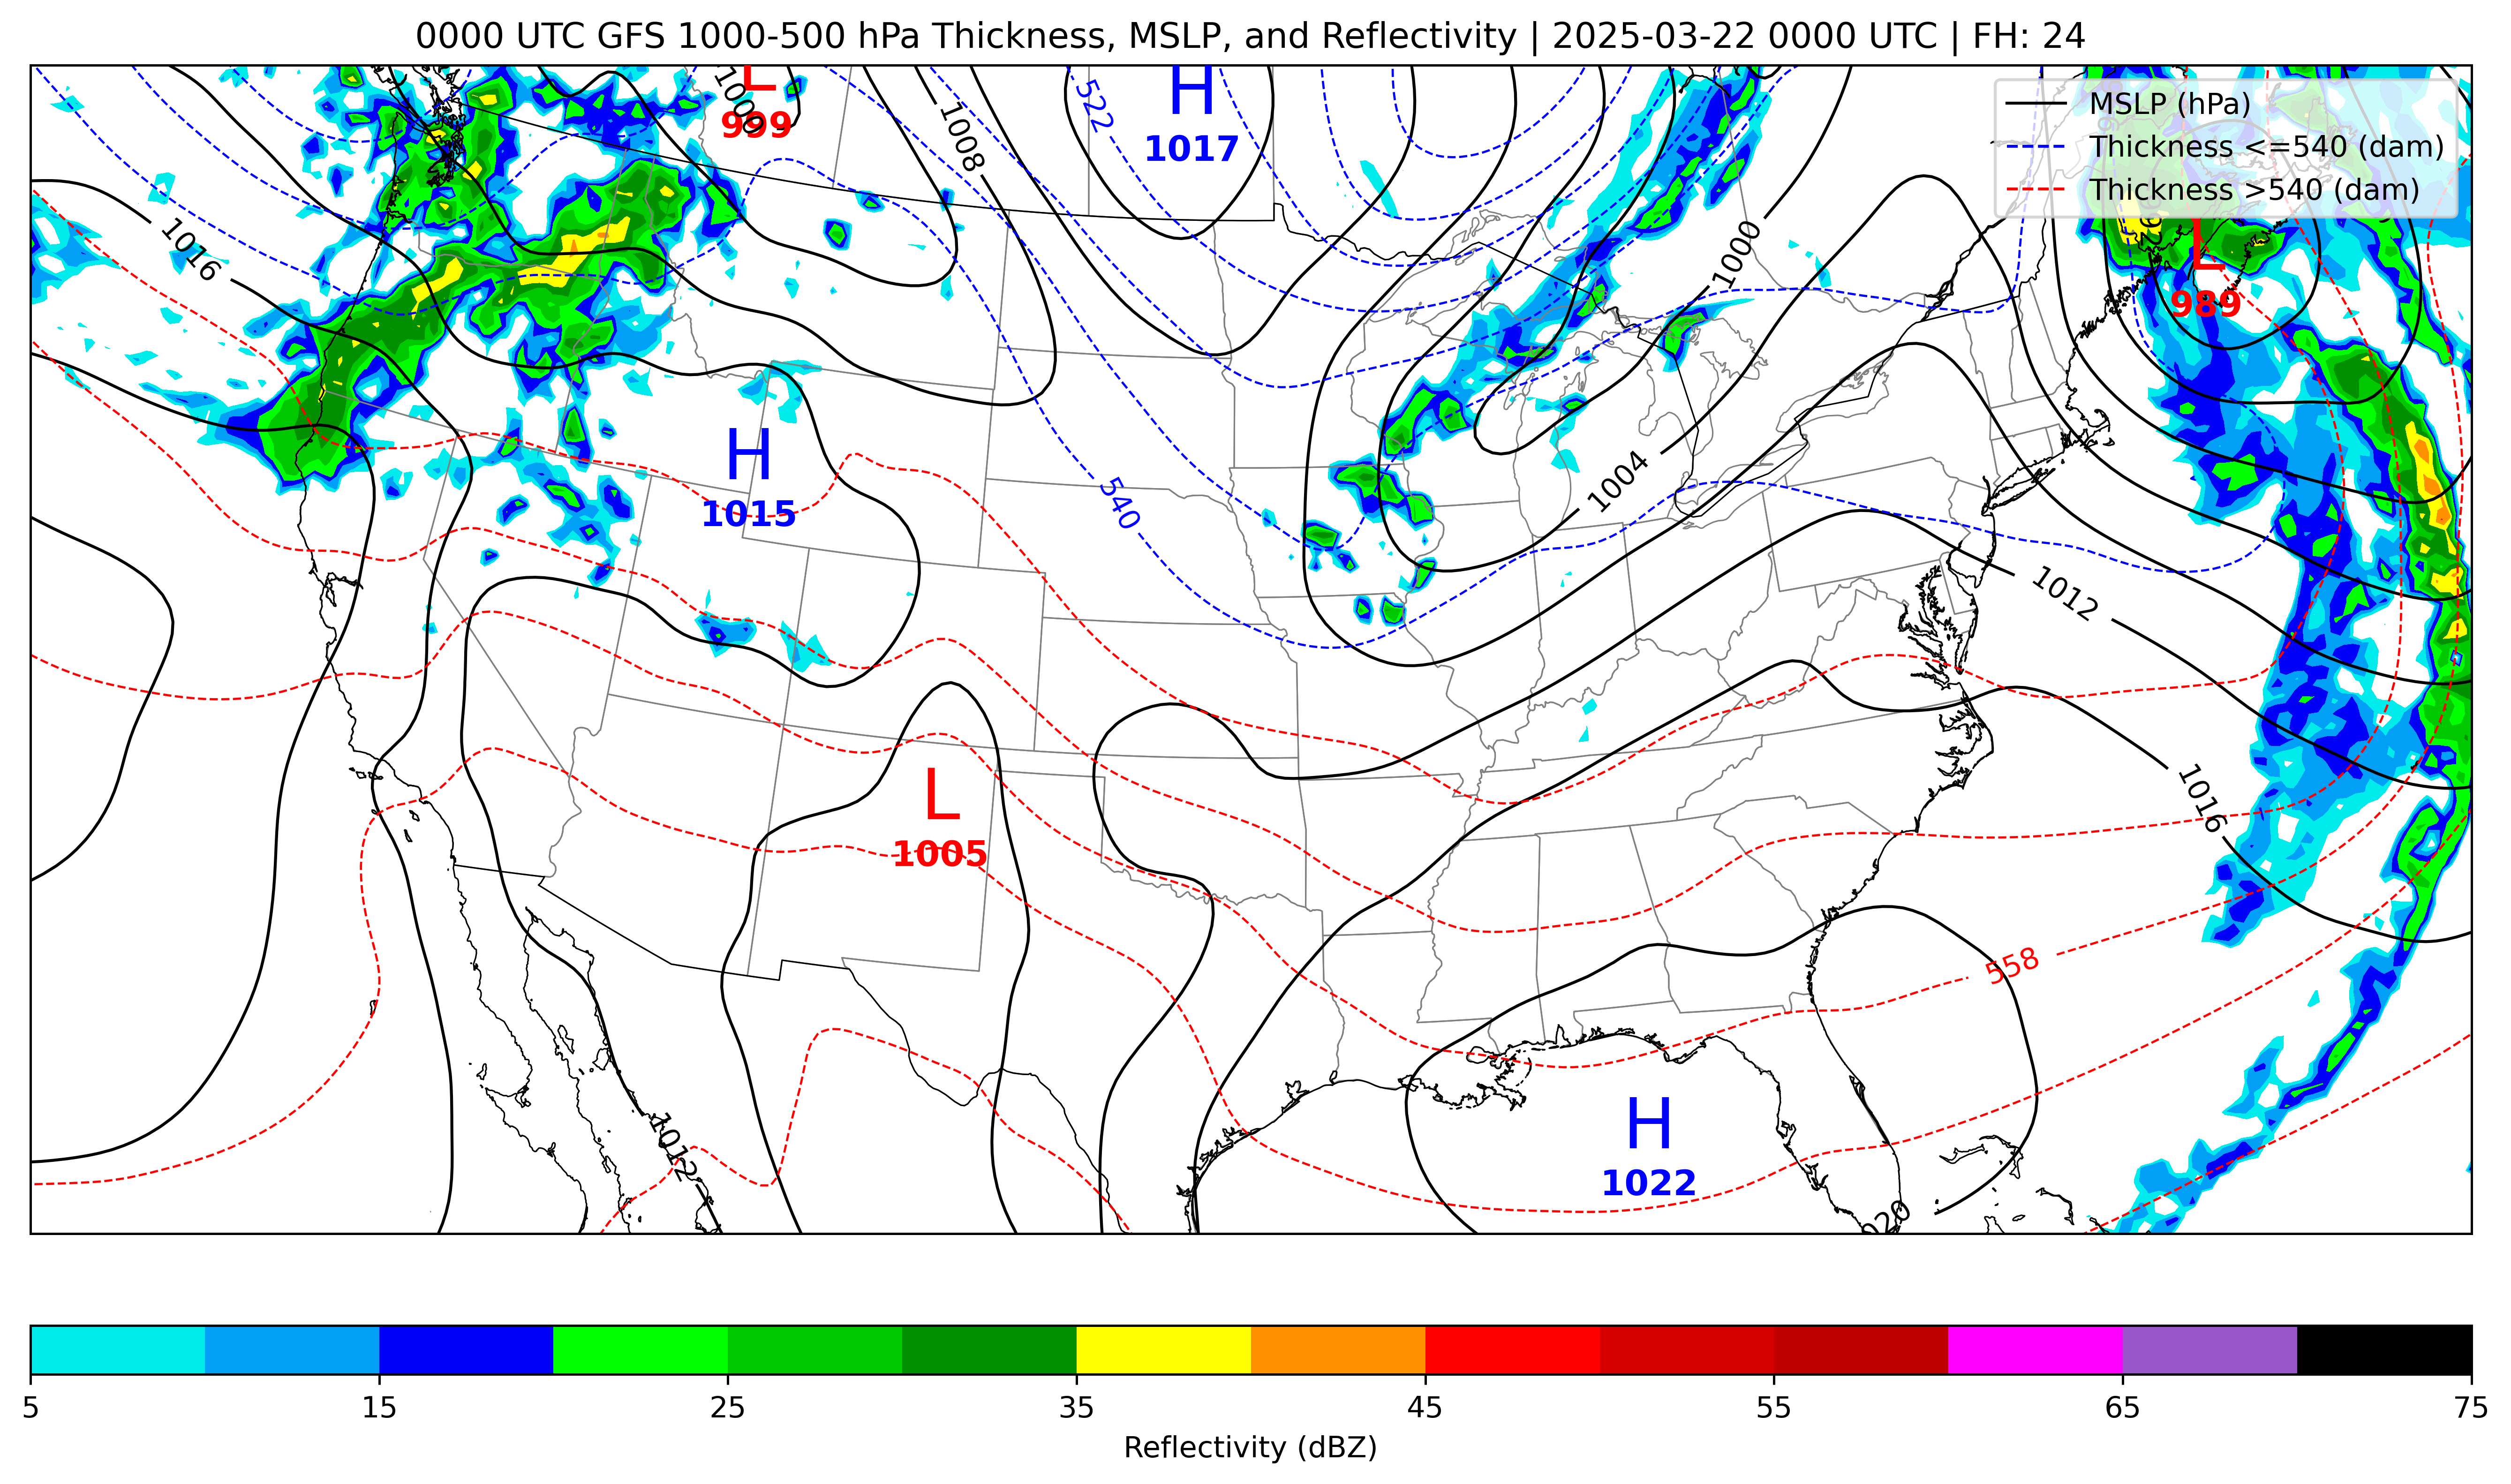 0000 UTC GFS 1000-500 hPa Thickness, MSLP, and Reflectivity | 2025-03-22 0000 UTC | FH: 24
L
999
1000
H
1017
522
1008
MSLP (hPa)
Thickness <=540 (dam)
Thickness >540 (dam)
1016
1000
L
989
H
1015
540
1004
1012
L
1005
1016
558
H
1022
1012
1020
5 15 25 35 45 55 65 75
Reflectivity (dBZ)